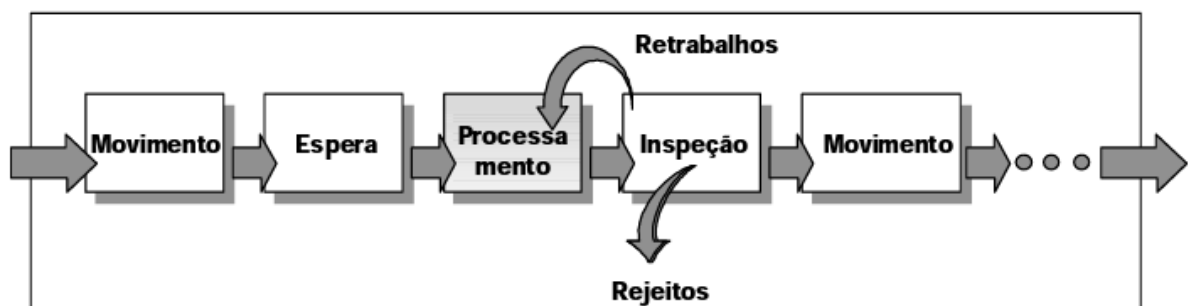 Retrabalhos
Movimento
Espera
Processa
mento
Inspeção
Movimento
Rejeitos